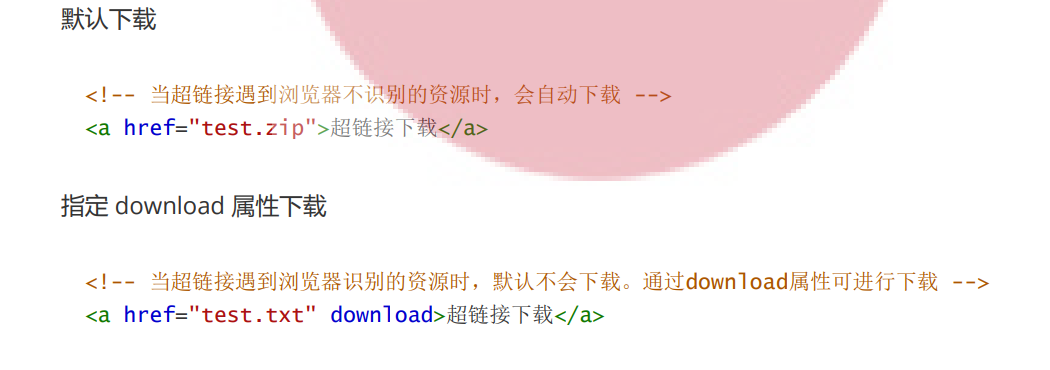 默认下载
<!-- 当超链接遇到浏览器不识别的资源时，会自动下载 -->
<a href="test.zip">超链接下载</a>
指定 download 属性下载
<!-- 当超链接遇到浏览器识别的资源时，默认不会下载。通过download属性可进行下载 -->
<a href="test.txt" download>超链接下载</a>